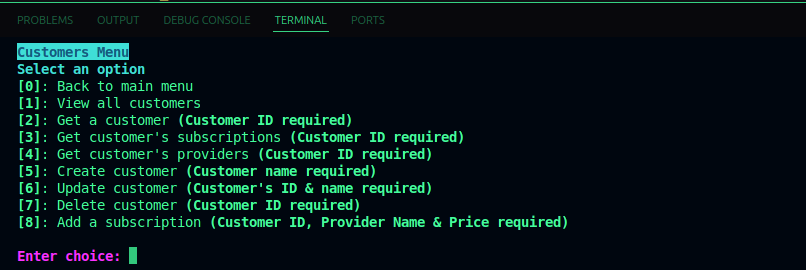 PROBLEMS OUTPUT DEBUG CONSOLE TERMINAL PORTS
Customers Menu
Select an option
[0]: Back to main menu
[1]: View all customers
[2]: Get a customer (Customer ID required)
[3]: Get customer's subscriptions (Customer ID required)
[4]: Get customer's providers (Customer ID required)
[5]: Create customer (Customer name required)
[6]: Update customer (Customer's ID & name required)
[7]: Delete customer (Customer ID required)
[8]: Add a subscription (Customer ID, Provider Name & Price required)
Enter choice: